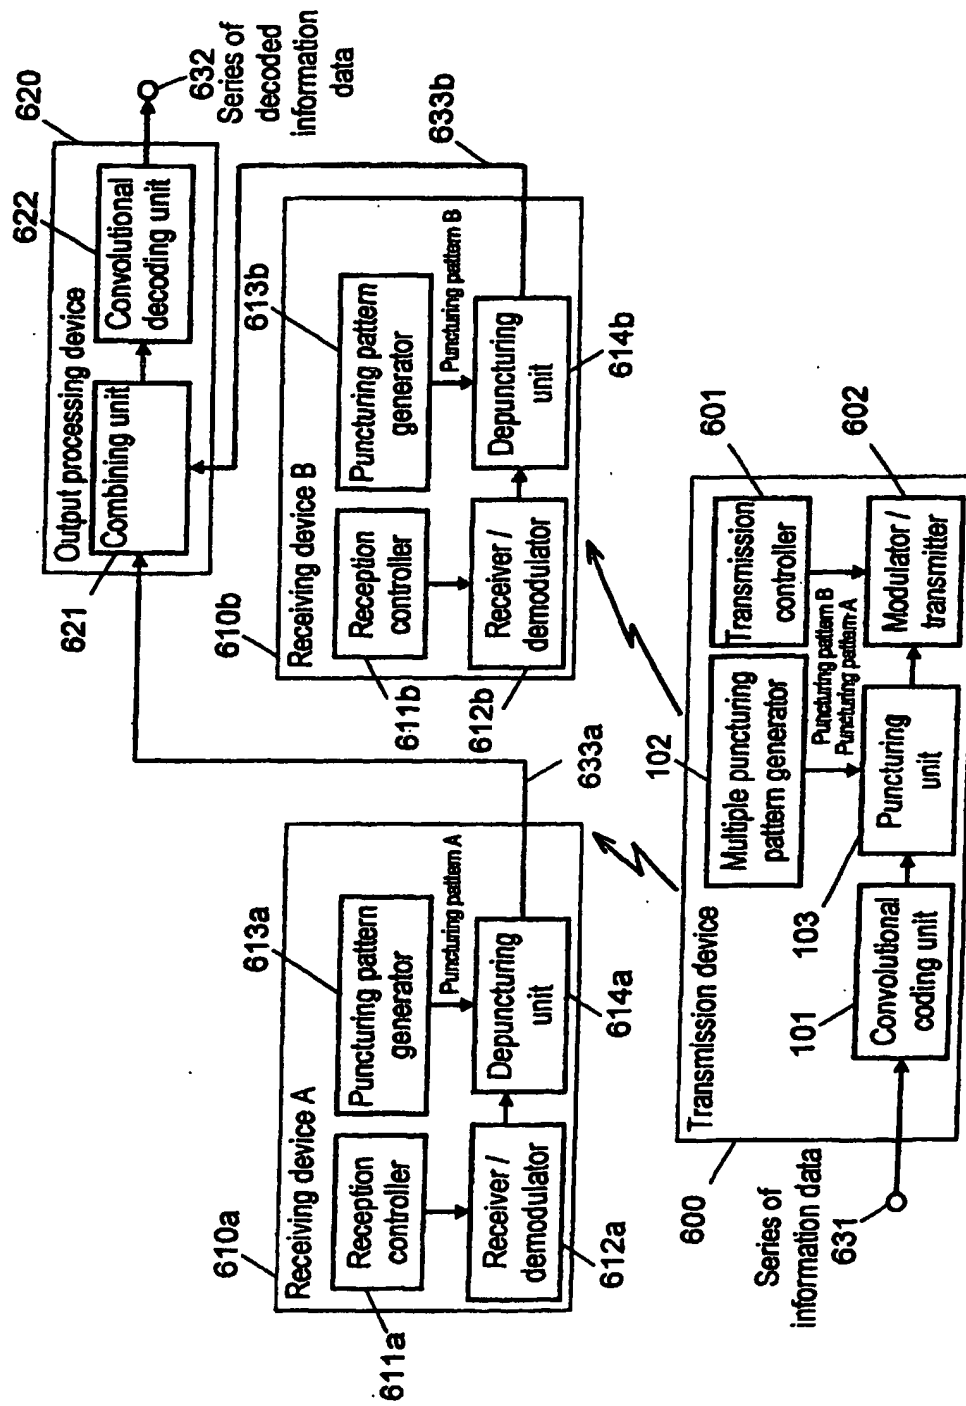 620
622
Output processing device
Convolutional
decoding unit
Combining unit
621
632
Series of
decoded
information
data
633b
610b
Receiving device B
613b
Puncturing pattern
generator
Puncturing pattern B
Reception
controller
611b
Receiver /
demodulator
612b
Depuncturing
unit
614b
633a
610a
Receiving device A
613a
Puncturing pattern
generator
Puncturing pattern A
Reception
controller
611a
Receiver /
demodulator
612a
Depuncturing
unit
614a
600
Transmission device
102
Multiple puncturing
pattern generator
601
Transmission
controller
Puncturing pattern B
Puncturing pattern A
602
Modulator /
transmitter
Puncturing
unit
103
101
Convolutional
coding unit
Series of
information data
631